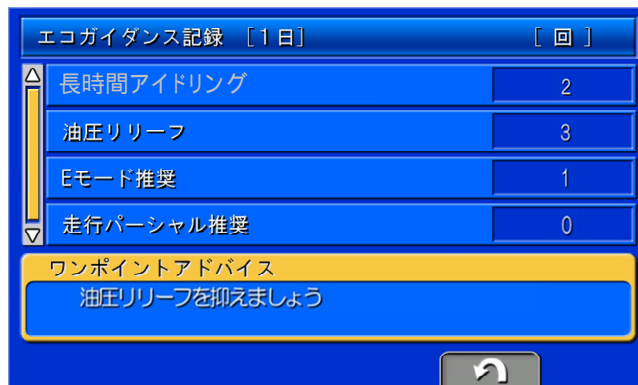 エコガイダンス記録 [1日] [ 回 ]
長時間アイドリング 2
油圧リリーフ 3
Eモード推奨 1
走行パーシャル推奨 0
ワンポイントアドバイス
油圧リリーフを抑えましょう